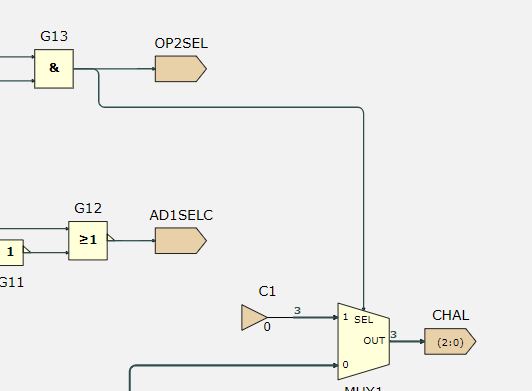 G13
OP2SEL
&
G12
AD1SELC
≥1
1
G11
C1
3
0
1
SEL
OUT
3
CHAL
(2:0)
0
MUX1